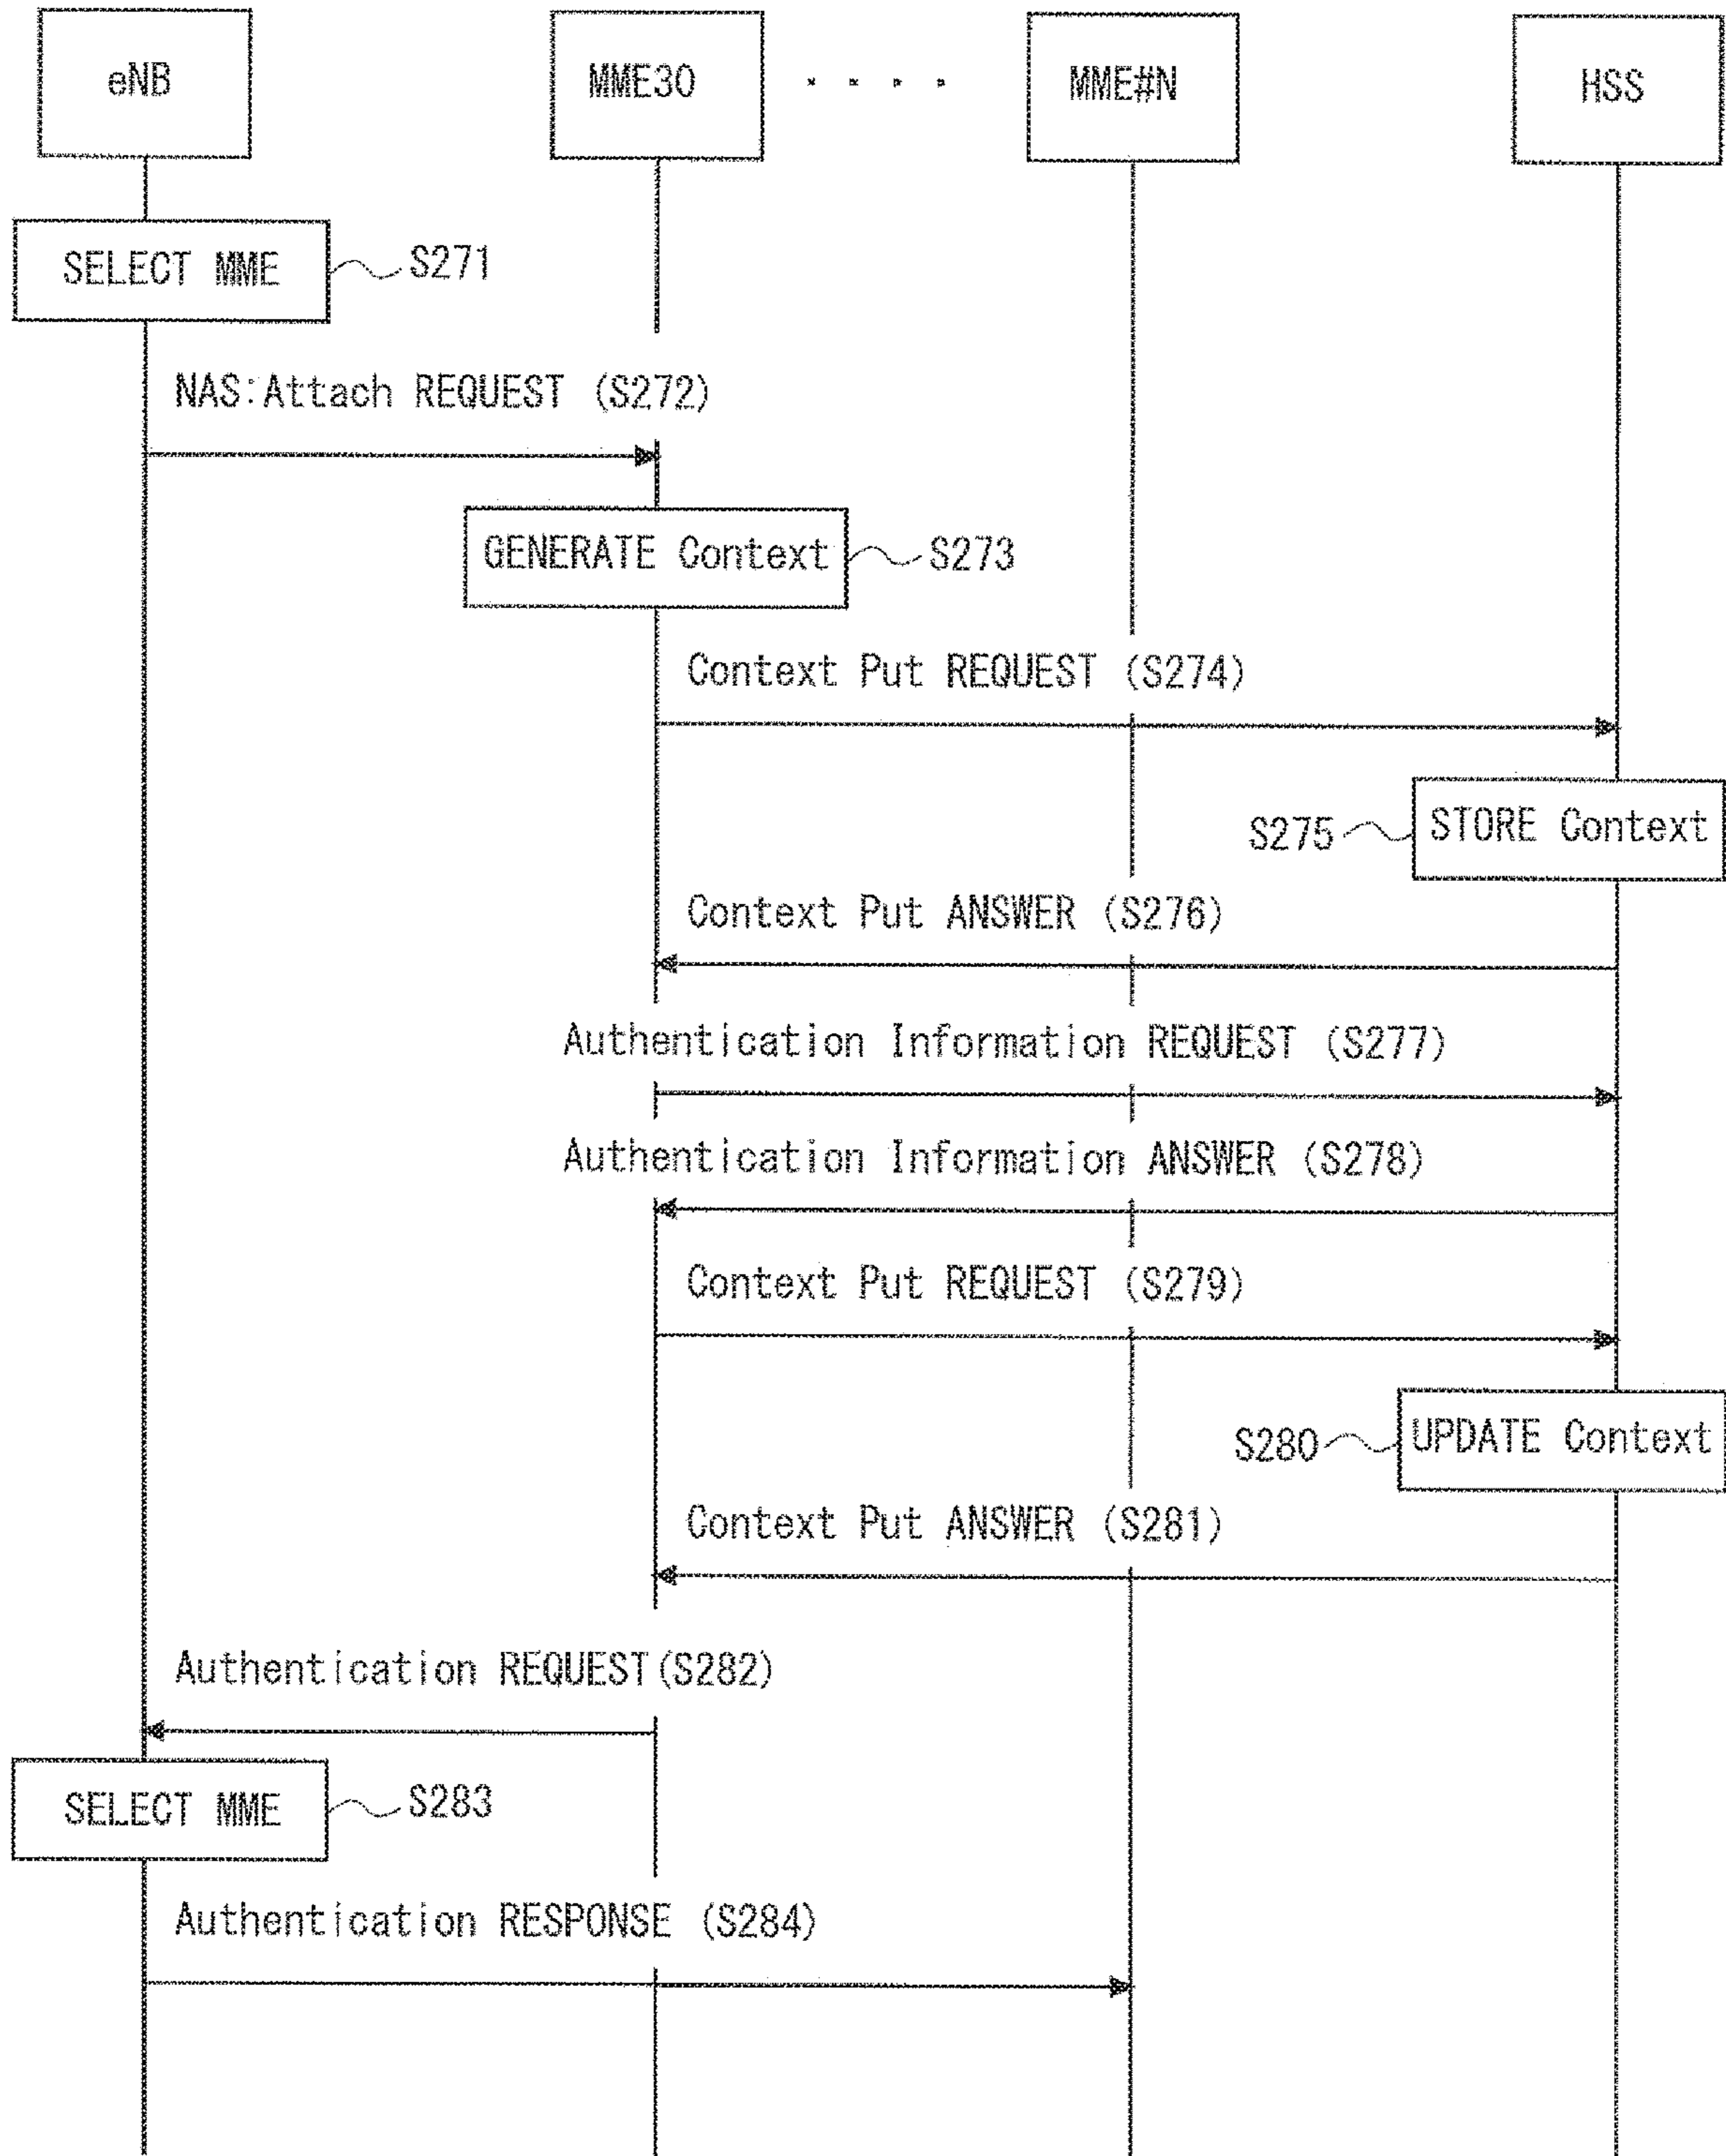 eNB
MME30
MME#N
HSS
SELECT MME
S271
NAS:Attach REQUEST (S272)
GENERATE Context
S273
Context Put REQUEST (S274)
S275
STORE Context
Context Put ANSWER (S276)
Authentication Information REQUEST (S277)
Authentication Information ANSWER (S278)
Context Put REQUEST (S279)
S280
UPDATE Context
Context Put ANSWER (S281)
Authentication REQUEST(S282)
SELECT MME
S283
Authentication RESPONSE (S284)